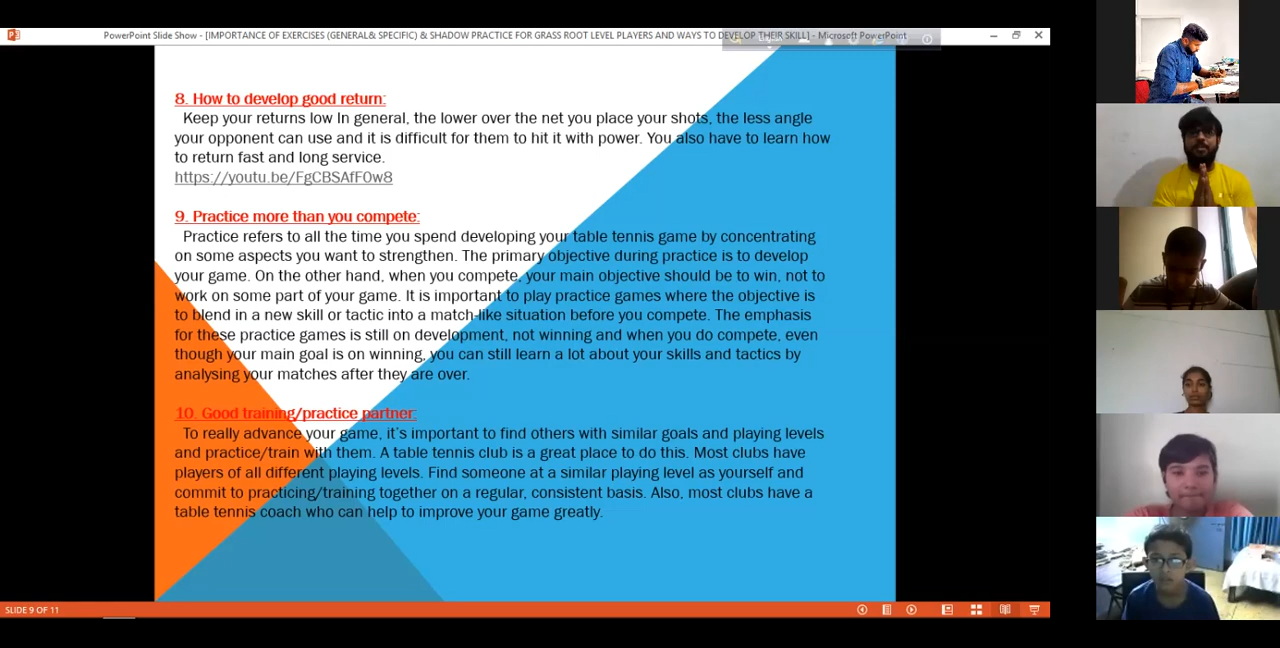 PowerPoint Slide Show - [IMPORTANCE OF EXERCISES (GENERAL& SPECIFIC) & SHADOW PRACTICE FOR GRASS ROOT LEVEL PLAYERS AND WAYS TO DEVELOP THEIR SKILL] - Microsoft PowerPoint
8. How to develop good return:
Keep your returns low In general, the lower over the net you place your shots, the less angle
your opponent can use and it is difficult for them to hit it with power. You also have to learn how
to return fast and long service.
https://youtu.be/FgCBSAfF0w8
9. Practice more than you compete:
Practice refers to all the time you spend developing your table tennis game by concentrating
on some aspects you want to strengthen. The primary objective during practice is to develop
your game. On the other hand, when you compete, your main objective should be to win, not to
work on some part of your game. It is important to play practice games where the objective is
to blend in a new skill or tactic into a match-like situation before you compete. The emphasis
for these practice games is still on development, not winning and when you do compete, even
though your main goal is on winning, you can still learn a lot about your skills and tactics by
analysing your matches after they are over.
10. Good training/practice partner:
To really advance your game, it's important to find others with similar goals and playing levels
and practice/train with them. A table tennis club is a great place to do this. Most clubs have
players of all different playing levels. Find someone at a similar playing level as yourself and
commit to practicing/training together on a regular, consistent basis. Also, most clubs have a
table tennis coach who can help to improve your game greatly.
SLIDE 9 OF 11